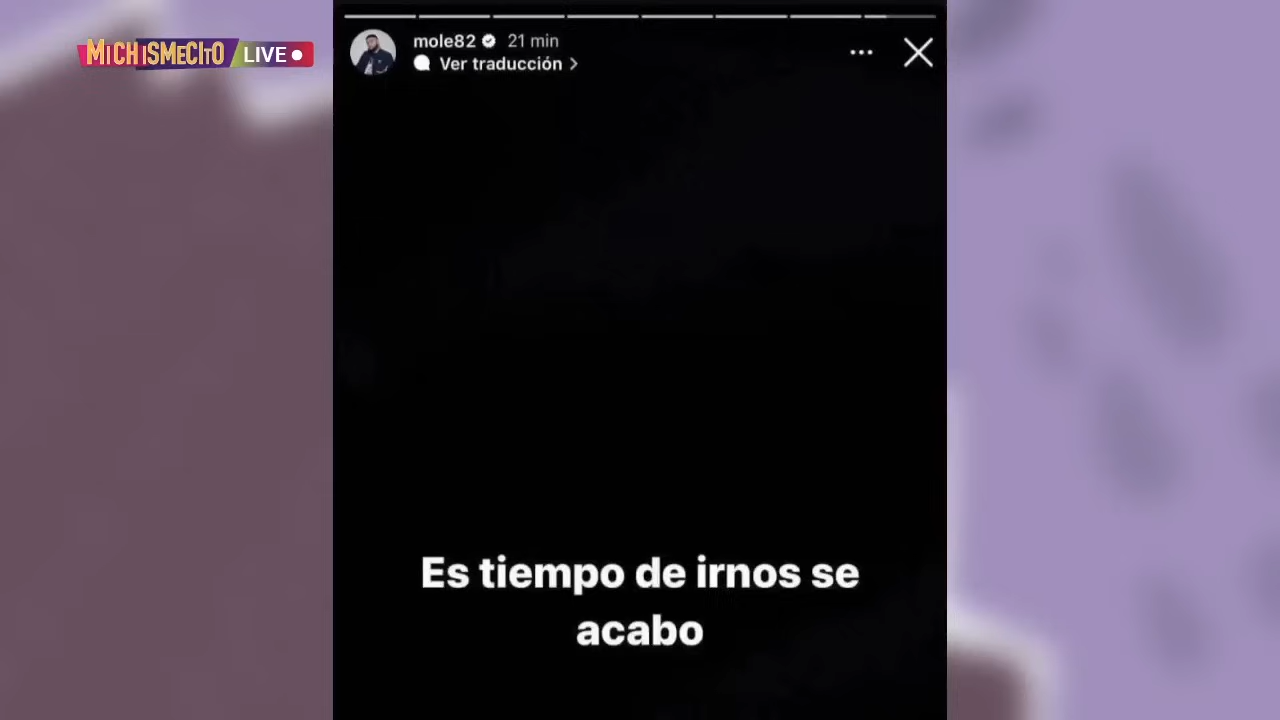 MICHISMECITO LIVE
mole82 21 min
Ver traducción
Es tiempo de irnos se
acabo